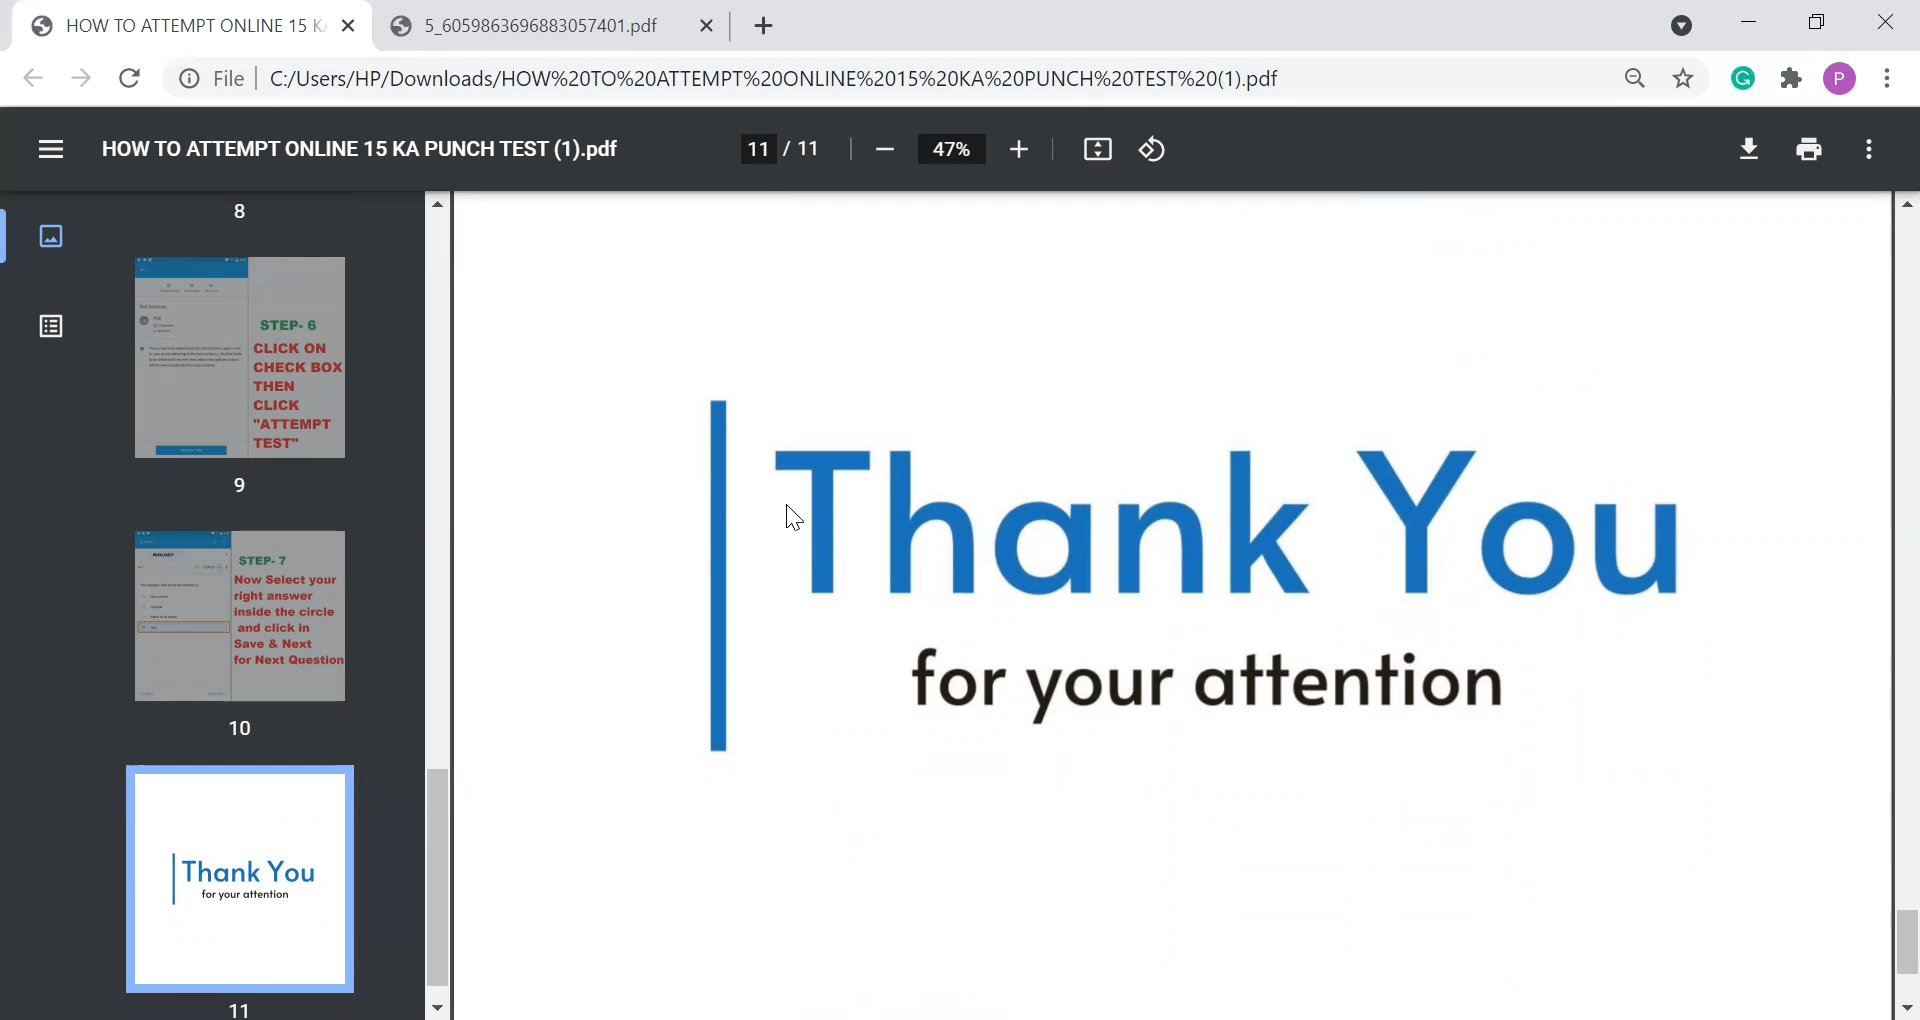 HOW TO ATTEMPT ONLINE 15 K
5_6059863696883057401.pdf
File
C:/Users/HP/Downloads/HOW%20TO%20ATTEMPT%20ONLINE%2015%20KA%20PUNCH%20TEST%20(1).pdf
P
HOW TO ATTEMPT ONLINE 15 KA PUNCH TEST (1).pdf
11 / 11
47%
8
STEP- 6
CLICK ON
CHECK BOX
THEN
CLICK
"ATTEMPT
TEST"
9
BIOLOGY
STEP- 7
Now Select your
right answer
inside the circle
and click in
Save & Next
for Next Question
10
Thank You
for your attention
11
Thank You
for your attention